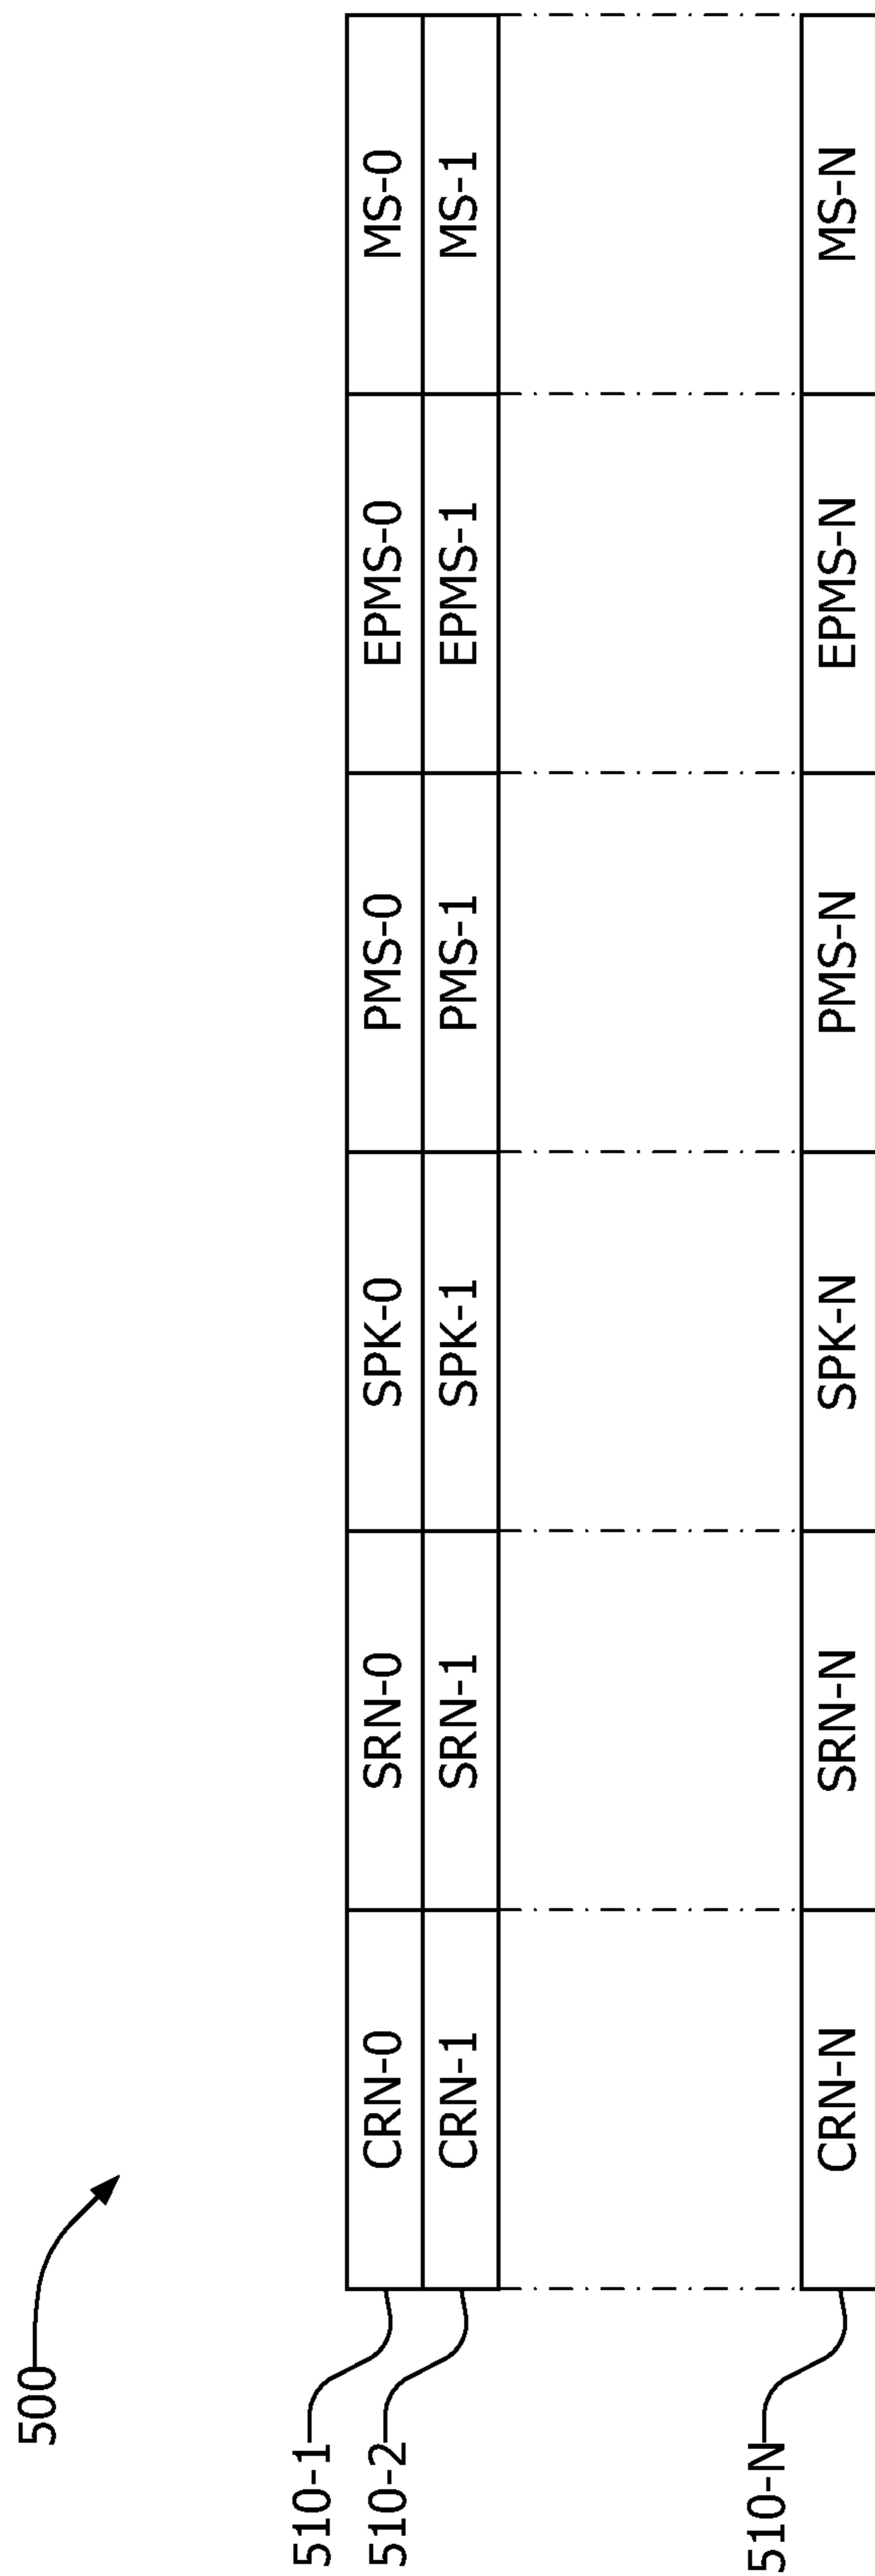 500
510-1 CRN-0 SRN-0 SPK-0 PMS-0 EPMS-0 MS-0
510-2 CRN-1 SRN-1 SPK-1 PMS-1 EPMS-1 MS-1
510-N CRN-N SRN-N SPK-N PMS-N EPMS-N MS-N